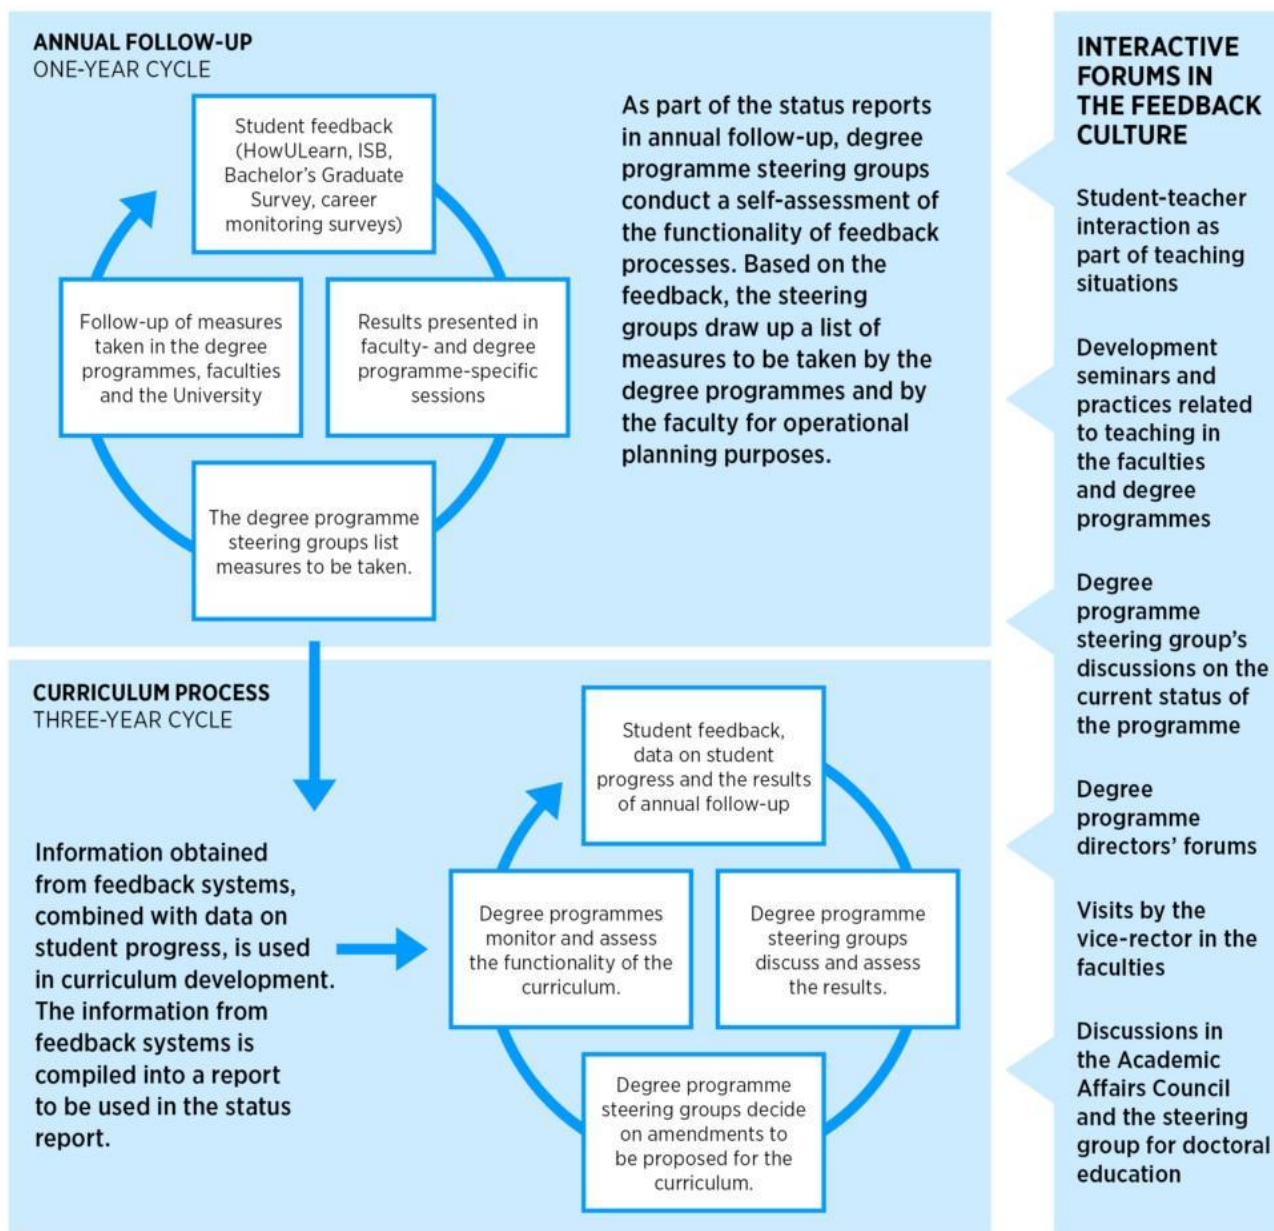 ANNUAL FOLLOW-UP
ONE-YEAR CYCLE
Student feedback
(HowULearn, ISB,
Bachelor's Graduate
Survey, career
monitoring surveys)
Results presented in
faculty- and degree
programme-specific
sessions
The degree programme
steering groups list
measures to be taken.
Follow-up of measures
taken in the degree
programmes, faculties
and the University
As part of the status reports
in annual follow-up, degree
programme steering groups
conduct a self-assessment of
the functionality of feedback
processes. Based on the
feedback, the steering
groups draw up a list of
measures to be taken by the
degree programmes and by
the faculty for operational
planning purposes.
CURRICULUM PROCESS
THREE-YEAR CYCLE
Information obtained
from feedback systems,
combined with data on
student progress, is used
in curriculum development.
The information from
feedback systems is
compiled into a report
to be used in the status
report.
Student feedback,
data on student
progress and the results
of annual follow-up
Degree programme
steering groups
discuss and assess
the results.
Degree programme
steering groups decide
on amendments to
be proposed for the
curriculum.
Degree programmes
monitor and assess
the functionality of the
curriculum.
INTERACTIVE
FORUMS IN
THE FEEDBACK
CULTURE
Student-teacher
interaction as
part of teaching
situations
Development
seminars and
practices related
to teaching in
the faculties
and degree
programmes
Degree
programme
steering group's
discussions on the
current status of
the programme
Degree
programme
directors' forums
Visits by the
vice-rector in the
faculties
Discussions in
the Academic
Affairs Council
and the steering
group for doctoral
education